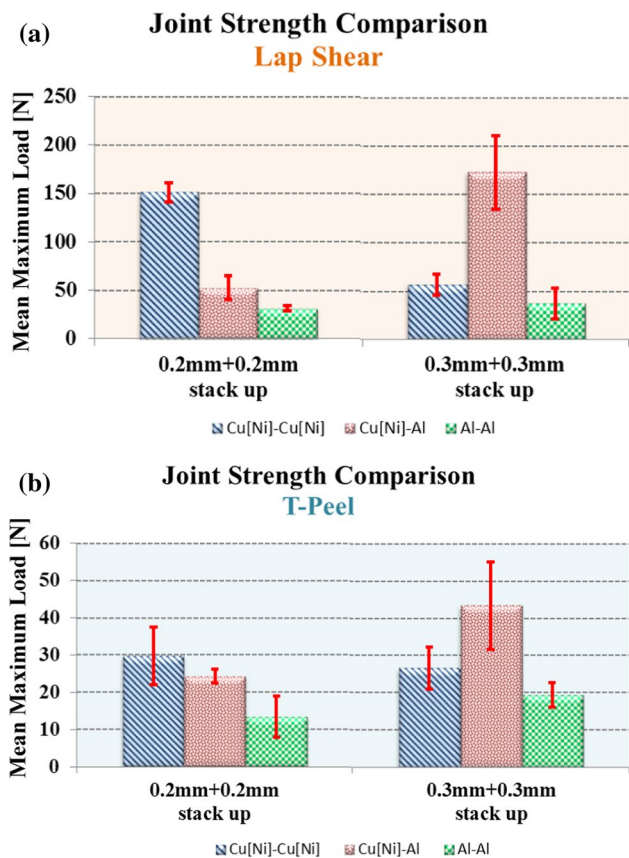 (a)
Joint Strength Comparison
Lap Shear
Mean Maximum Load [N]
250
200
150
100
50
0
0.2mm+0.2mm
stack up
0.3mm+0.3mm
stack up
Cu[Ni]-Cu[Ni] Cu[Ni]-Al Al-Al
(b)
Joint Strength Comparison
T-Peel
Mean Maximum Load [N]
60
50
40
30
20
10
0
0.2mm+0.2mm
stack up
0.3mm+0.3mm
stack up
Cu[Ni]-Cu[Ni] Cu[Ni]-Al Al-Al